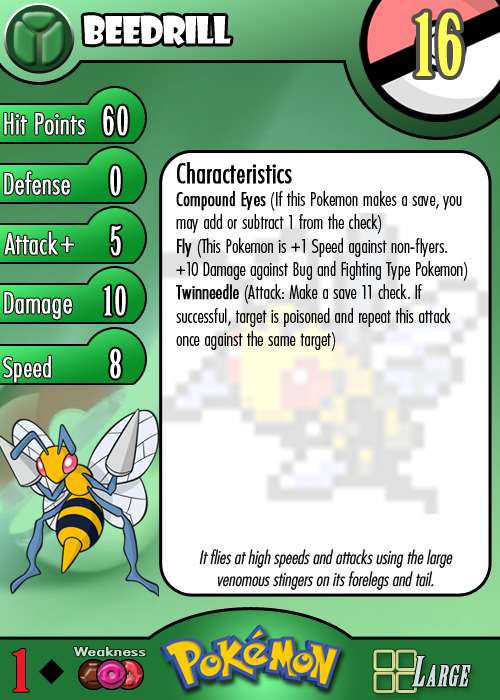 BEEDRILL
16
Hit Points 60
Defense 0
Attack+ 5
Damage 10
Speed 8
Characteristics
Compound Eyes (If this Pokemon makes a save, you
may add or subtract 1 from the check)
Fly (This Pokemon is +1 Speed against non-flyers.
+10 Damage against Bug and Fighting Type Pokemon)
Twinneedle (Attack: Make a save 11 check. If
successful, target is poisoned and repeat this attack
once against the same target)
It flies at high speeds and attacks using the large
venomous stingers on its forelegs and tail.
1
Weakness
POKéMON
LARGE